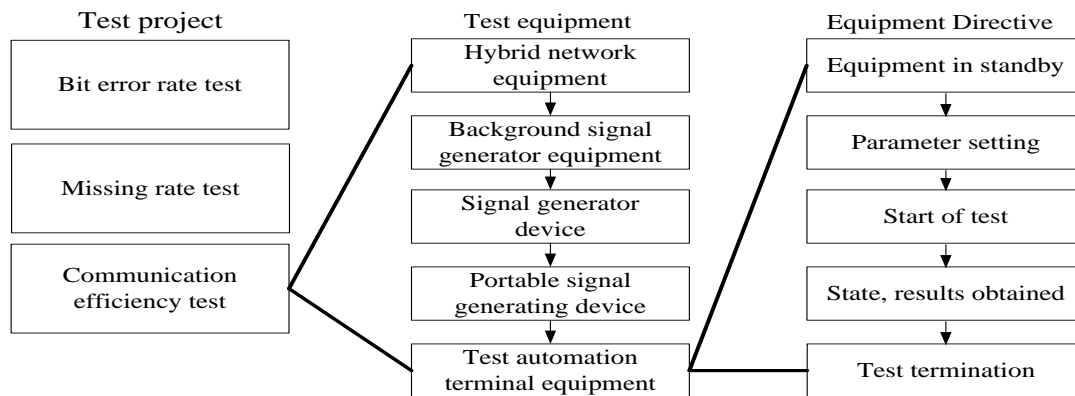 Test project
Bit error rate test
Missing rate test
Communication
efficiency test
Test equipment
Hybrid network
equipment
Background signal
generator equipment
Signal generator
device
Portable signal
generating device
Test automation
terminal equipment
Equipment Directive
Equipment in standby
Parameter setting
Start of test
State, results obtained
Test termination